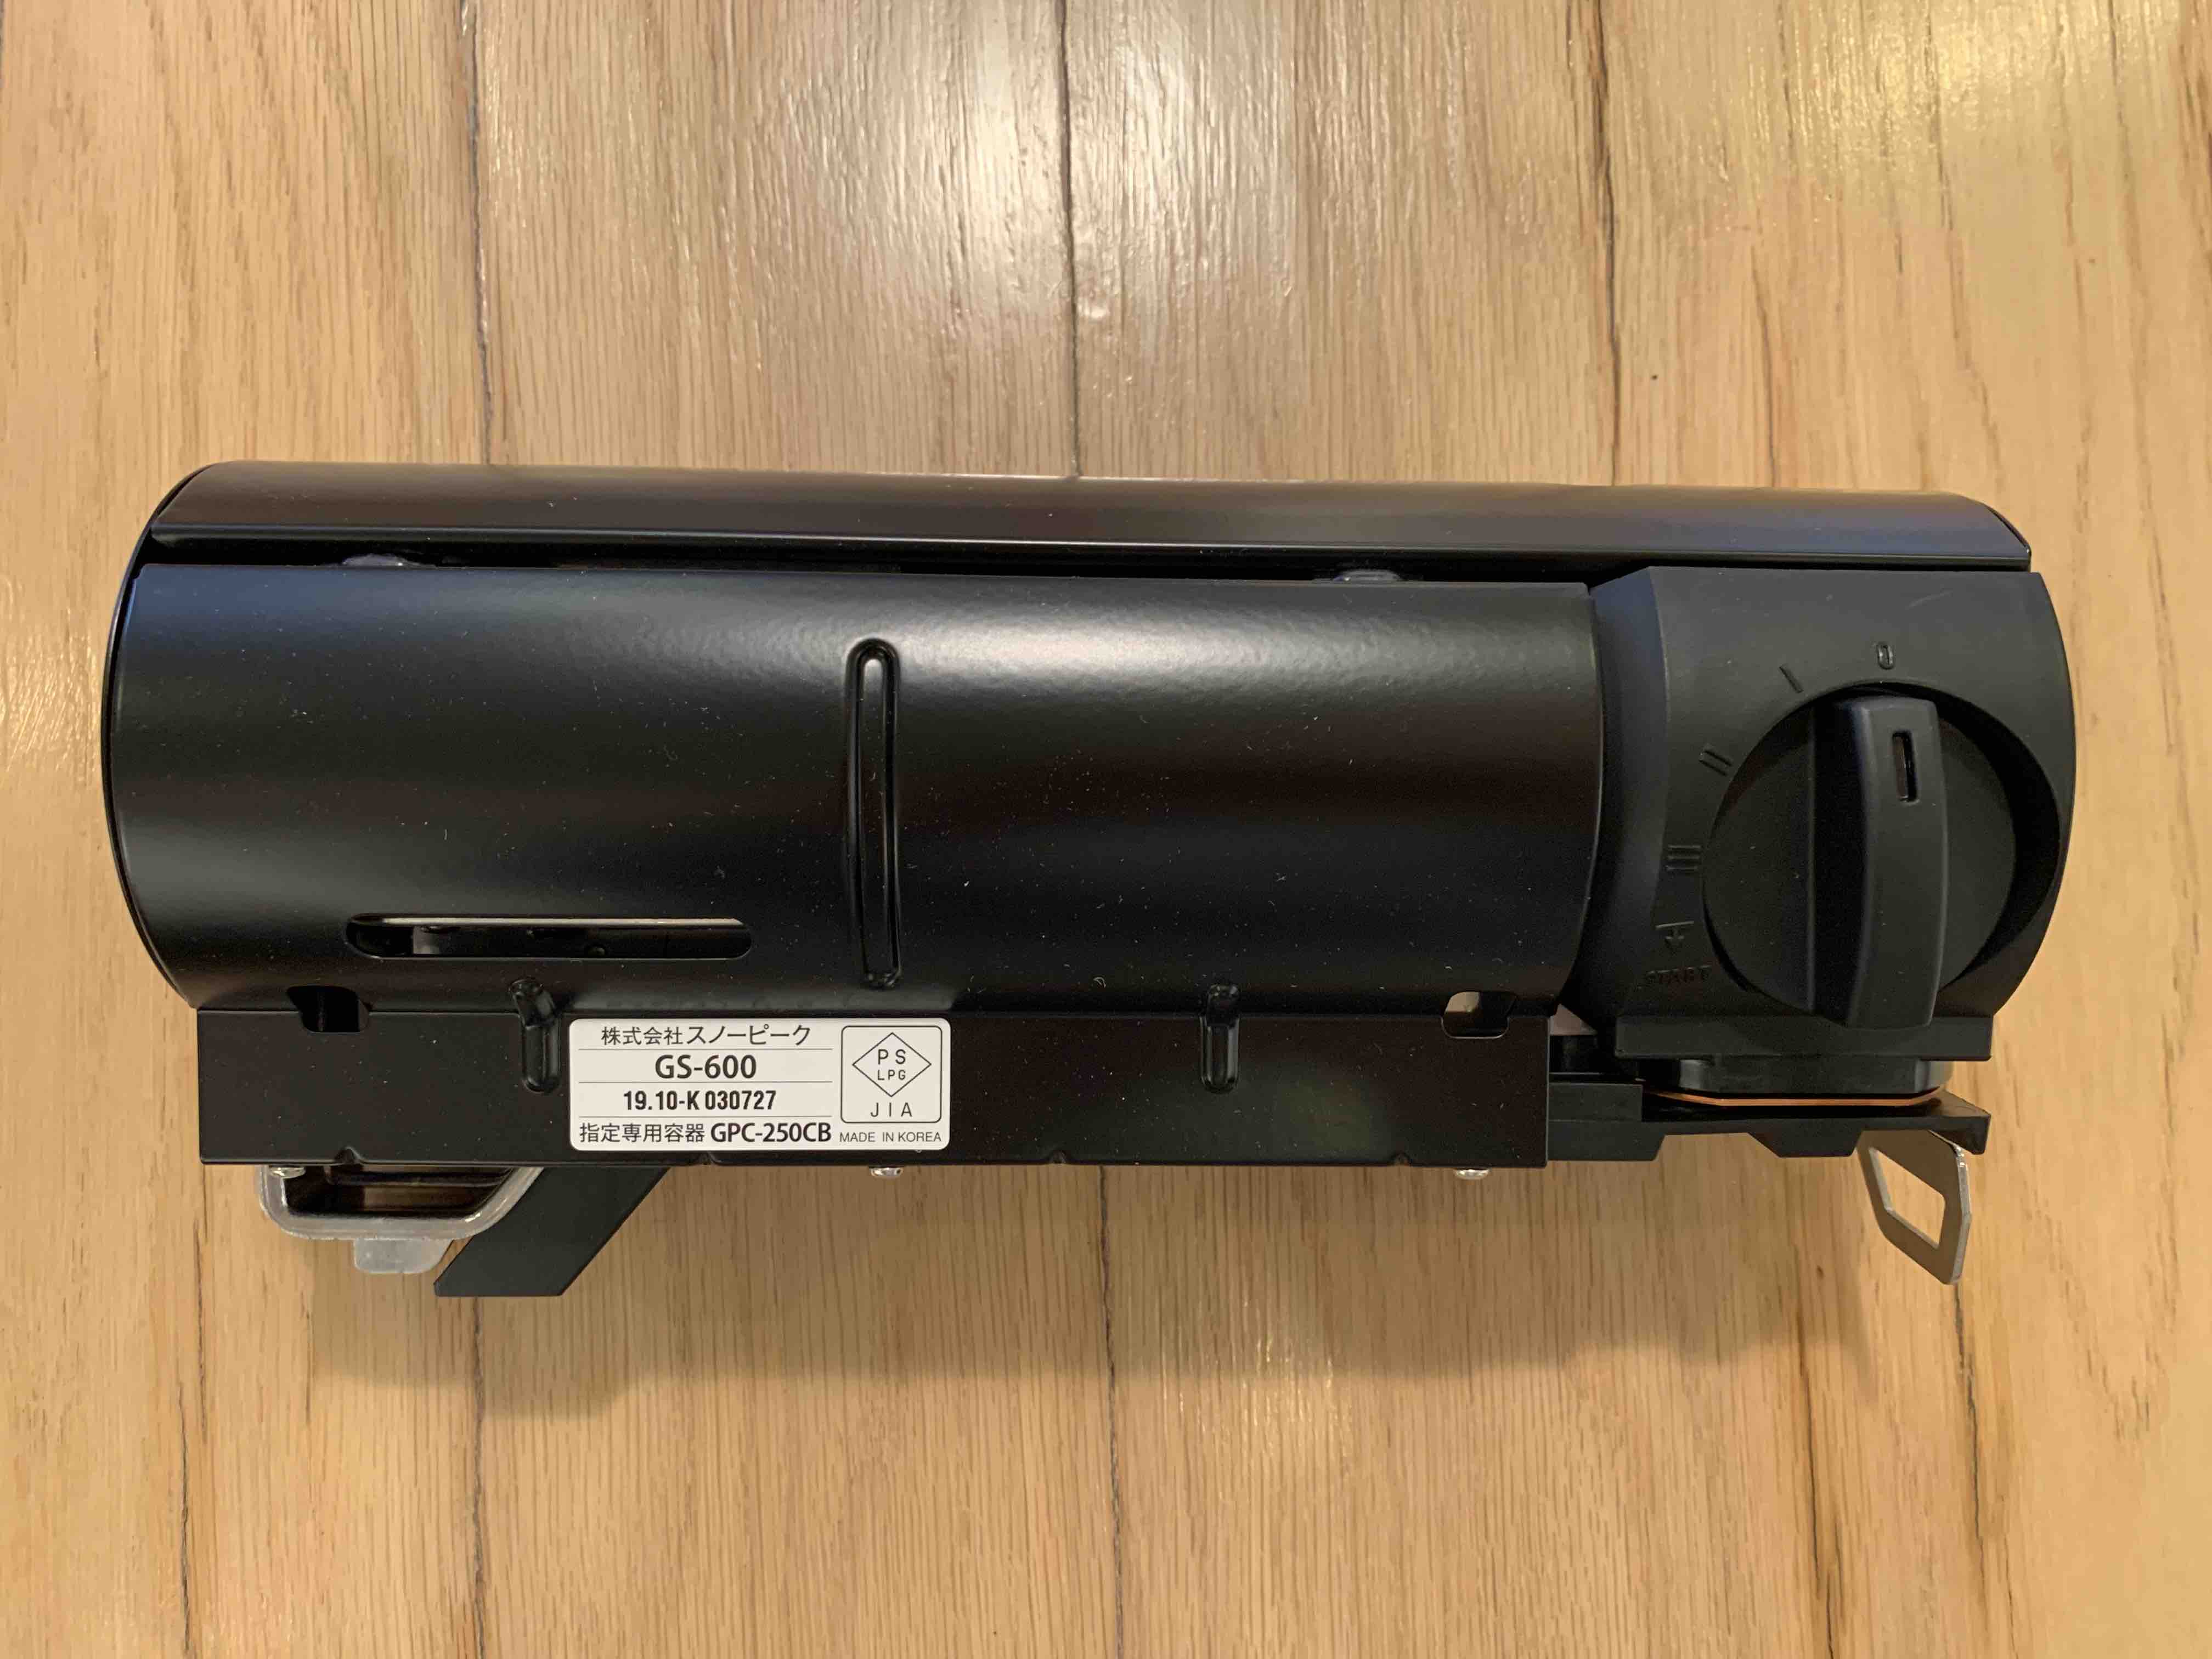 0
I
II
III
START
株式会社スノーピーク
GS-600
19.10-K 030727
指定専用容器 GPC-250CB
PS
LPG
JIA
MADE IN KOREA